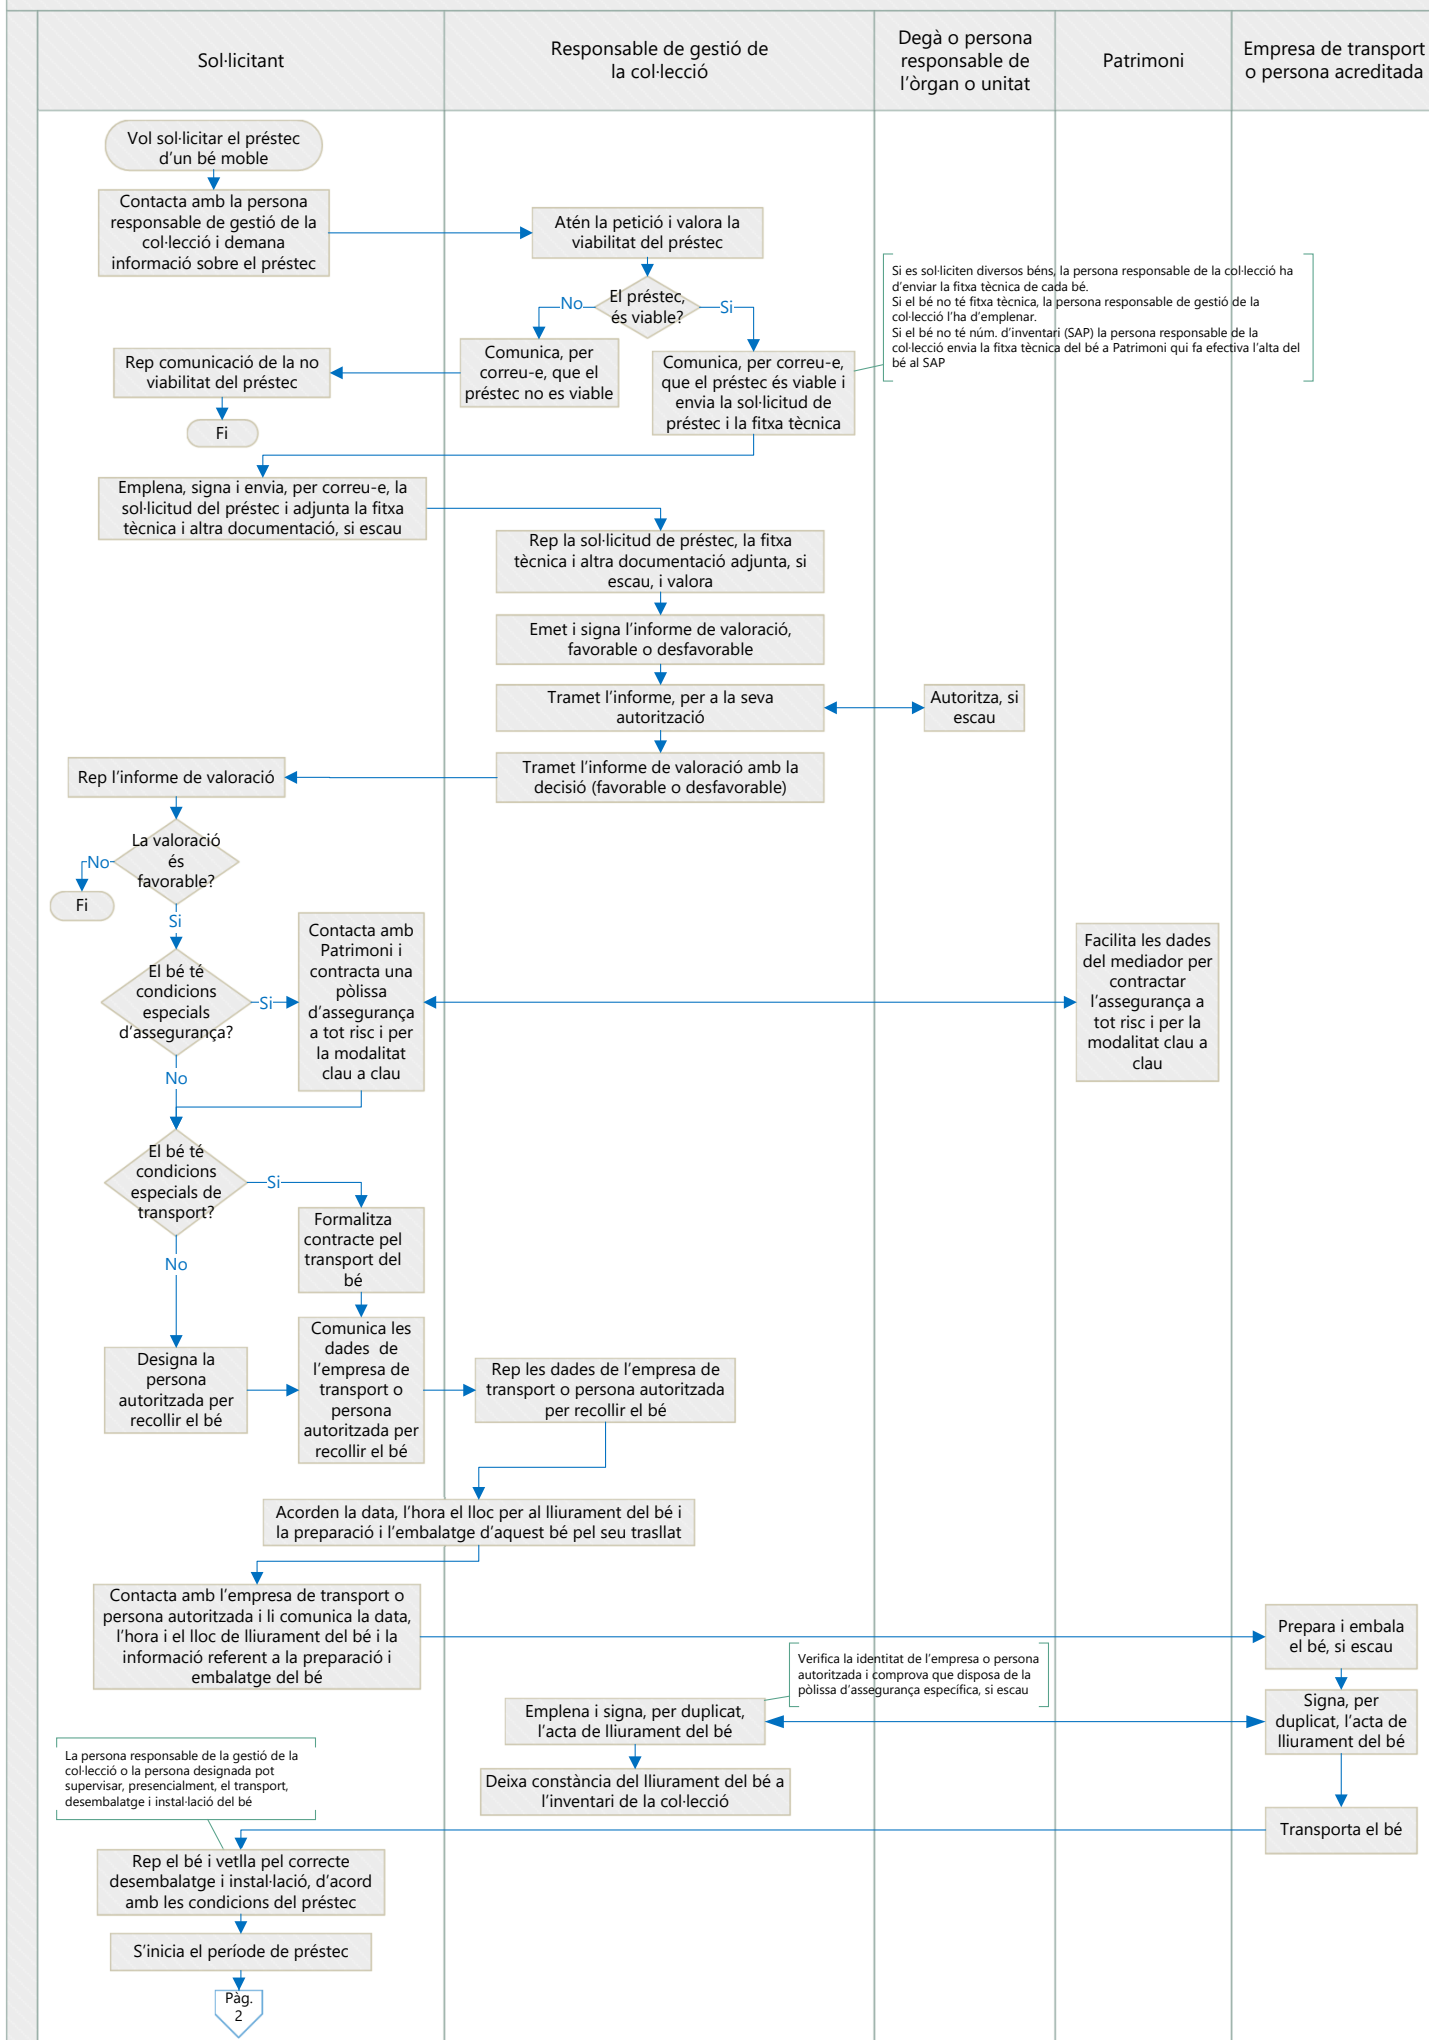 Sol·licitant
Responsable de gestió de
la col·lecció
Degà o persona
responsable de
l'òrgan o unitat
Patrimoni
Empresa de transport
o persona acreditada
Vol sol·licitar el préstec
d'un bé moble
Contacta amb la persona
responsable de gestió de la
col·lecció i demana
informació sobre el préstec
Atén la petició i valora la
viabilitat del préstec
El préstec,
és viable?
No
Si
Si es sol·liciten diversos béns, la persona responsable de la col·lecció ha
d'enviar la fitxa tècnica de cada bé.
Si el bé no té fitxa tècnica, la persona responsable de gestió de la
col·lecció l'ha d'emplenar.
Si el bé no té núm. d'inventari (SAP) la persona responsable de la
col·lecció envia la fitxa tècnica del bé a Patrimoni qui fa efectiva l'alta del
bé al SAP
Comunica, per
correu-e, que el
préstec no es viable
Comunica, per correu-e,
que el préstec és viable i
envia la sol·licitud de
préstec i la fitxa tècnica
Rep comunicació de la no
viabilitat del préstec
Fi
Emplena, signa i envia, per correu-e, la
sol·licitud del préstec i adjunta la fitxa
tècnica i altra documentació, si escau
Rep la sol·licitud de préstec, la fitxa
tècnica i altra documentació adjunta, si
escau, i valora
Emet i signa l'informe de valoració,
favorable o desfavorable
Tramet l'informe, per a la seva
autorització
Autoritza, si
escau
Tramet l'informe de valoració amb la
decisió (favorable o desfavorable)
Rep l'informe de valoració
La valoració
és
favorable?
No
Fi
Si
El bé té
condicions
especials
d'assegurança?
Si
Contacta amb
Patrimoni i
contracta una
pòlissa
d'assegurança
a tot risc i per
la modalitat
clau a clau
Facilita les dades
del mediador per
contractar
l'assegurança a
tot risc i per la
modalitat clau a
clau
No
El bé té
condicions
especials de
transport?
Si
Formalitza
contracte pel
transport del
bé
No
Designa la
persona
autoritzada per
recollir el bé
Comunica les
dades de
l'empresa de
transport o
persona
autoritzada per
recollir el bé
Rep les dades de l'empresa de
transport o persona autoritzada
per recollir el bé
Acorden la data, l'hora el lloc per al lliurament del bé i
la preparació i l'embalatge d'aquest bé pel seu trasllat
Contacta amb l'empresa de transport o
persona autoritzada i li comunica la data,
l'hora i el lloc de lliurament del bé i la
informació referent a la preparació i
embalatge del bé
Prepara i embala
el bé, si escau
Verifica la identitat de l'empresa o persona
autoritzada i comprova que disposa de la
pòlissa d'assegurança específica, si escau
Emplena i signa, per duplicat,
l'acta de lliurament del bé
Signa, per
duplicat, l'acta de
lliurament del bé
Deixa constància del lliurament del bé a
l'inventari de la col·lecció
La persona responsable de la gestió de la
col·lecció o la persona designada pot
supervisar, presencialment, el transport,
desembalatge i instal·lació del bé
Transporta el bé
Rep el bé i vetlla pel correcte
desembalatge i instal·lació, d'acord
amb les condicions del préstec
S'inicia el període de préstec
Pàg.
2